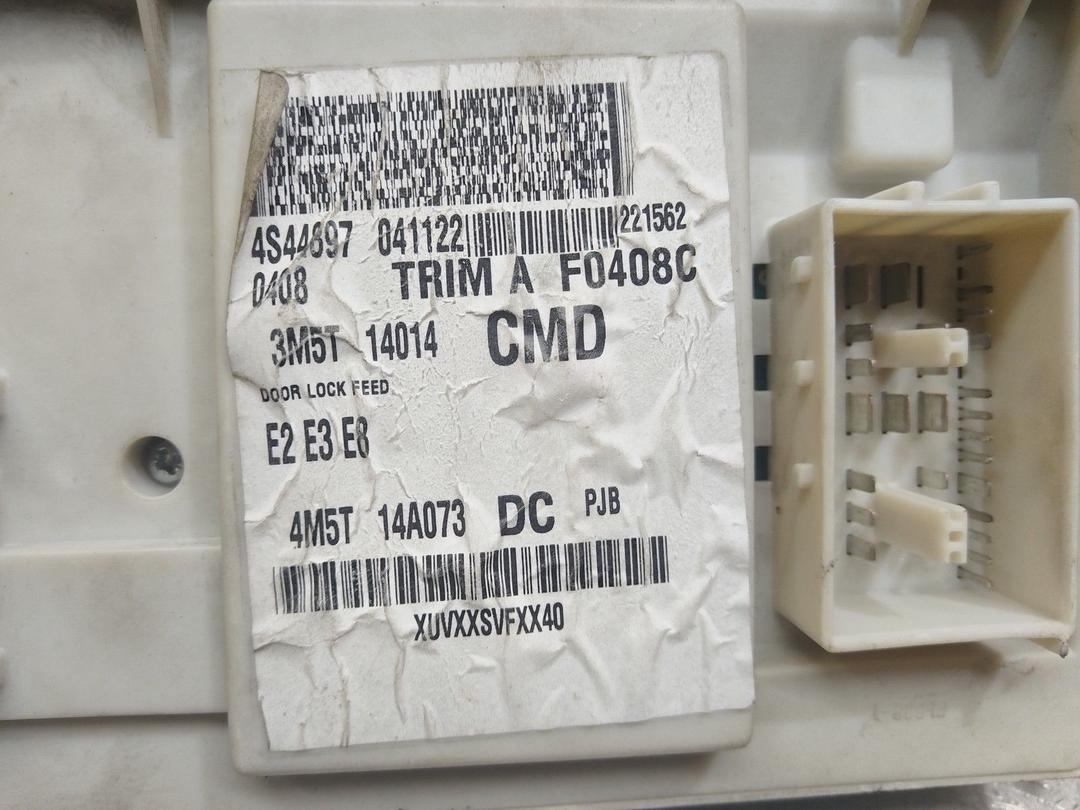 4S44697 041122 221562
0408 TRIM A F0408C
3M5T 14014 CMD
DOOR LOCK FEED
E2 E3 E8
4M5T 14A073 DC PJB
XUVXXSVFXX40